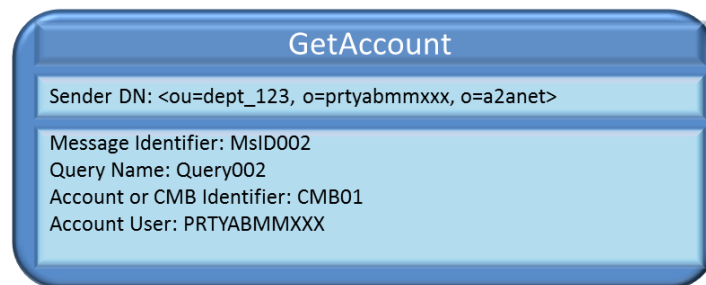 GetAccount
Sender DN: <ou=dept_123, o=prtyabmmxxx, o=a2anet>
Message Identifier: MsID002
Query Name: Query002
Account or CMB Identifier: CMB01
Account User: PRTYABMMXXX